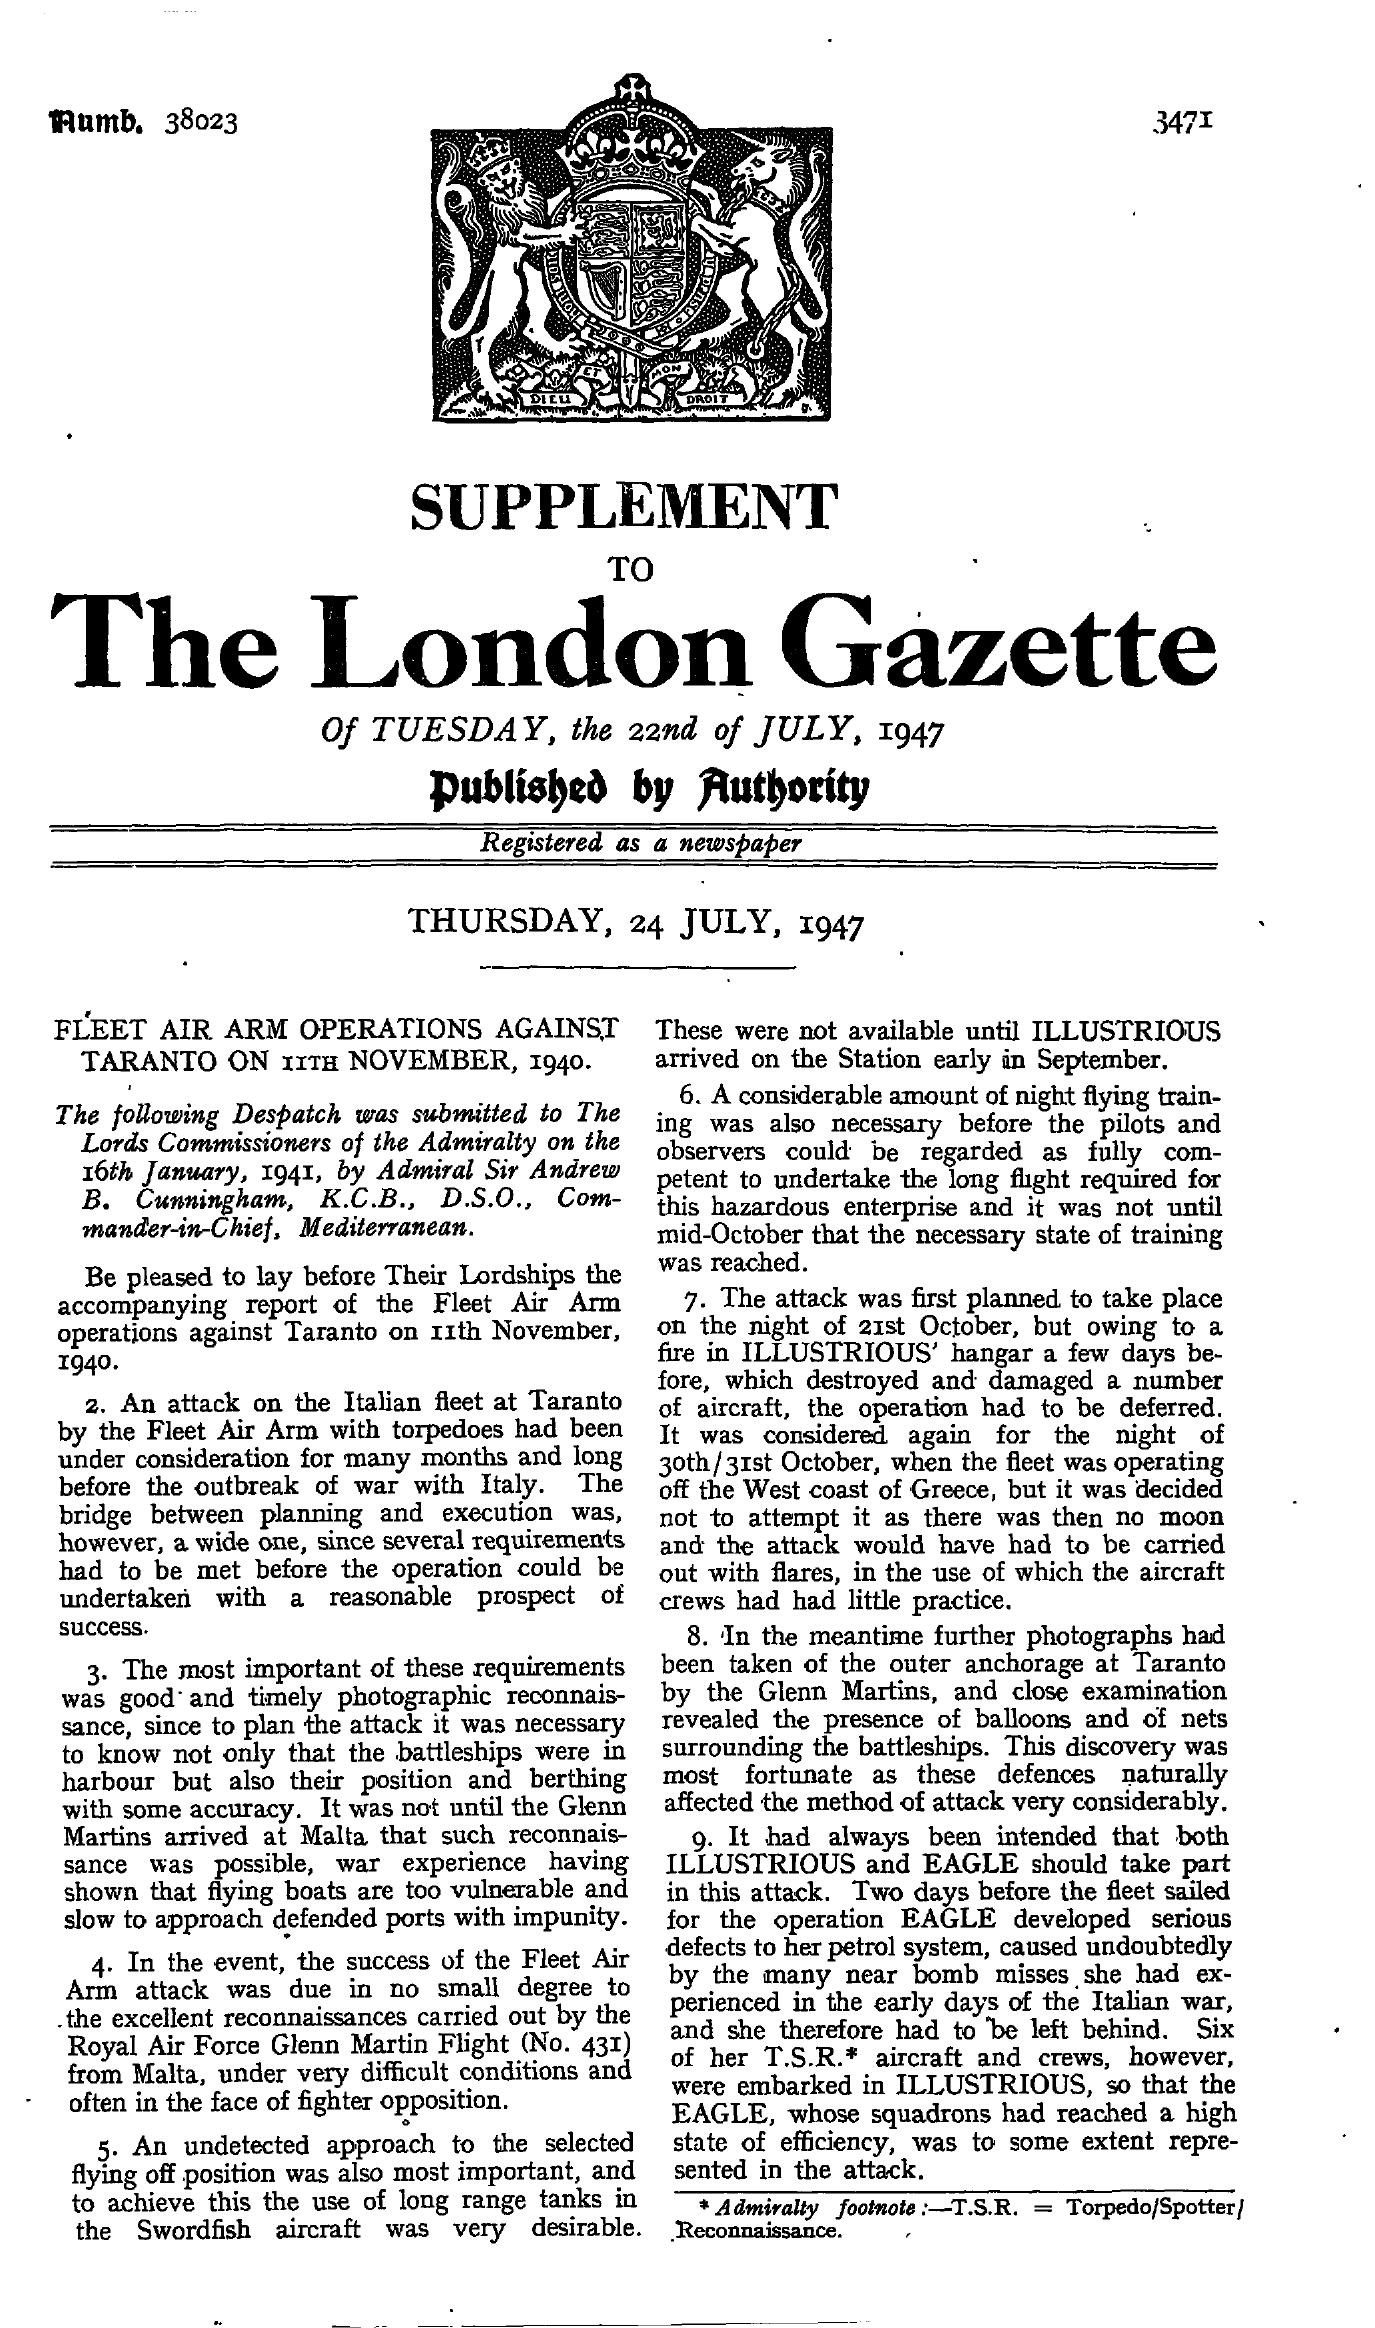 Numb. 38023
3471
DIEU ET MON DROIT
SUPPLEMENT
TO
The London Gazette
Of TUESDAY, the 22nd of JULY, 1947
Published by Authority
Registered as a newspaper
THURSDAY, 24 JULY, 1947
FLEET AIR ARM OPERATIONS AGAINST
TARANTO ON 11TH NOVEMBER, 1940.
The following Despatch was submitted to The
Lords Commissioners of the Admiralty on the
16th January, 1941, by Admiral Sir Andrew
B. Cunningham, K.C.B., D.S.O., Com-
mander-in-Chief, Mediterranean.
Be pleased to lay before Their Lordships the
accompanying report of the Fleet Air Arm
operations against Taranto on 11th November,
1940.
2. An attack on the Italian fleet at Taranto
by the Fleet Air Arm with torpedoes had been
under consideration for many months and long
before the outbreak of war with Italy. The
bridge between planning and execution was,
however, a wide one, since several requirements
had to be met before the operation could be
undertaken with a reasonable prospect of
success.
3. The most important of these requirements
was good and timely photographic reconnais-
sance, since to plan the attack it was necessary
to know not only that the battleships were in
harbour but also their position and berthing
with some accuracy. It was not until the Glenn
Martins arrived at Malta that such reconnais-
sance was possible, war experience having
shown that flying boats are too vulnerable and
slow to approach defended ports with impunity.
4. In the event, the success of the Fleet Air
Arm attack was due in no small degree to
the excellent reconnaissances carried out by the
Royal Air Force Glenn Martin Flight (No. 431)
from Malta, under very difficult conditions and
often in the face of fighter opposition.
5. An undetected approach to the selected
flying off position was also most important, and
to achieve this the use of long range tanks in
the Swordfish aircraft was very desirable.
These were not available until ILLUSTRIOUS
arrived on the Station early in September.
6. A considerable amount of night flying train-
ing was also necessary before the pilots and
observers could be regarded as fully com-
petent to undertake the long flight required for
this hazardous enterprise and it was not until
mid-October that the necessary state of training
was reached.
7. The attack was first planned to take place
on the night of 21st October, but owing to a
fire in ILLUSTRIOUS' hangar a few days be-
fore, which destroyed and damaged a number
of aircraft, the operation had to be deferred.
It was considered again for the night of
30th/31st October, when the fleet was operating
off the West coast of Greece, but it was decided
not to attempt it as there was then no moon
and the attack would have had to be carried
out with flares, in the use of which the aircraft
crews had had little practice.
8. In the meantime further photographs had
been taken of the outer anchorage at Taranto
by the Glenn Martins, and close examination
revealed the presence of balloons and of nets
surrounding the battleships. This discovery was
most fortunate as these defences naturally
affected the method of attack very considerably.
9. It had always been intended that both
ILLUSTRIOUS and EAGLE should take part
in this attack. Two days before the fleet sailed
for the operation EAGLE developed serious
defects to her petrol system, caused undoubtedly
by the many near bomb misses she had ex-
perienced in the early days of the Italian war,
and she therefore had to be left behind. Six
of her T.S.R.* aircraft and crews, however,
were embarked in ILLUSTRIOUS, so that the
EAGLE, whose squadrons had reached a high
state of efficiency, was to some extent repre-
sented in the attack.
* Admiralty footnote:—T.S.R. = Torpedo/Spotter/
Reconnaissance.